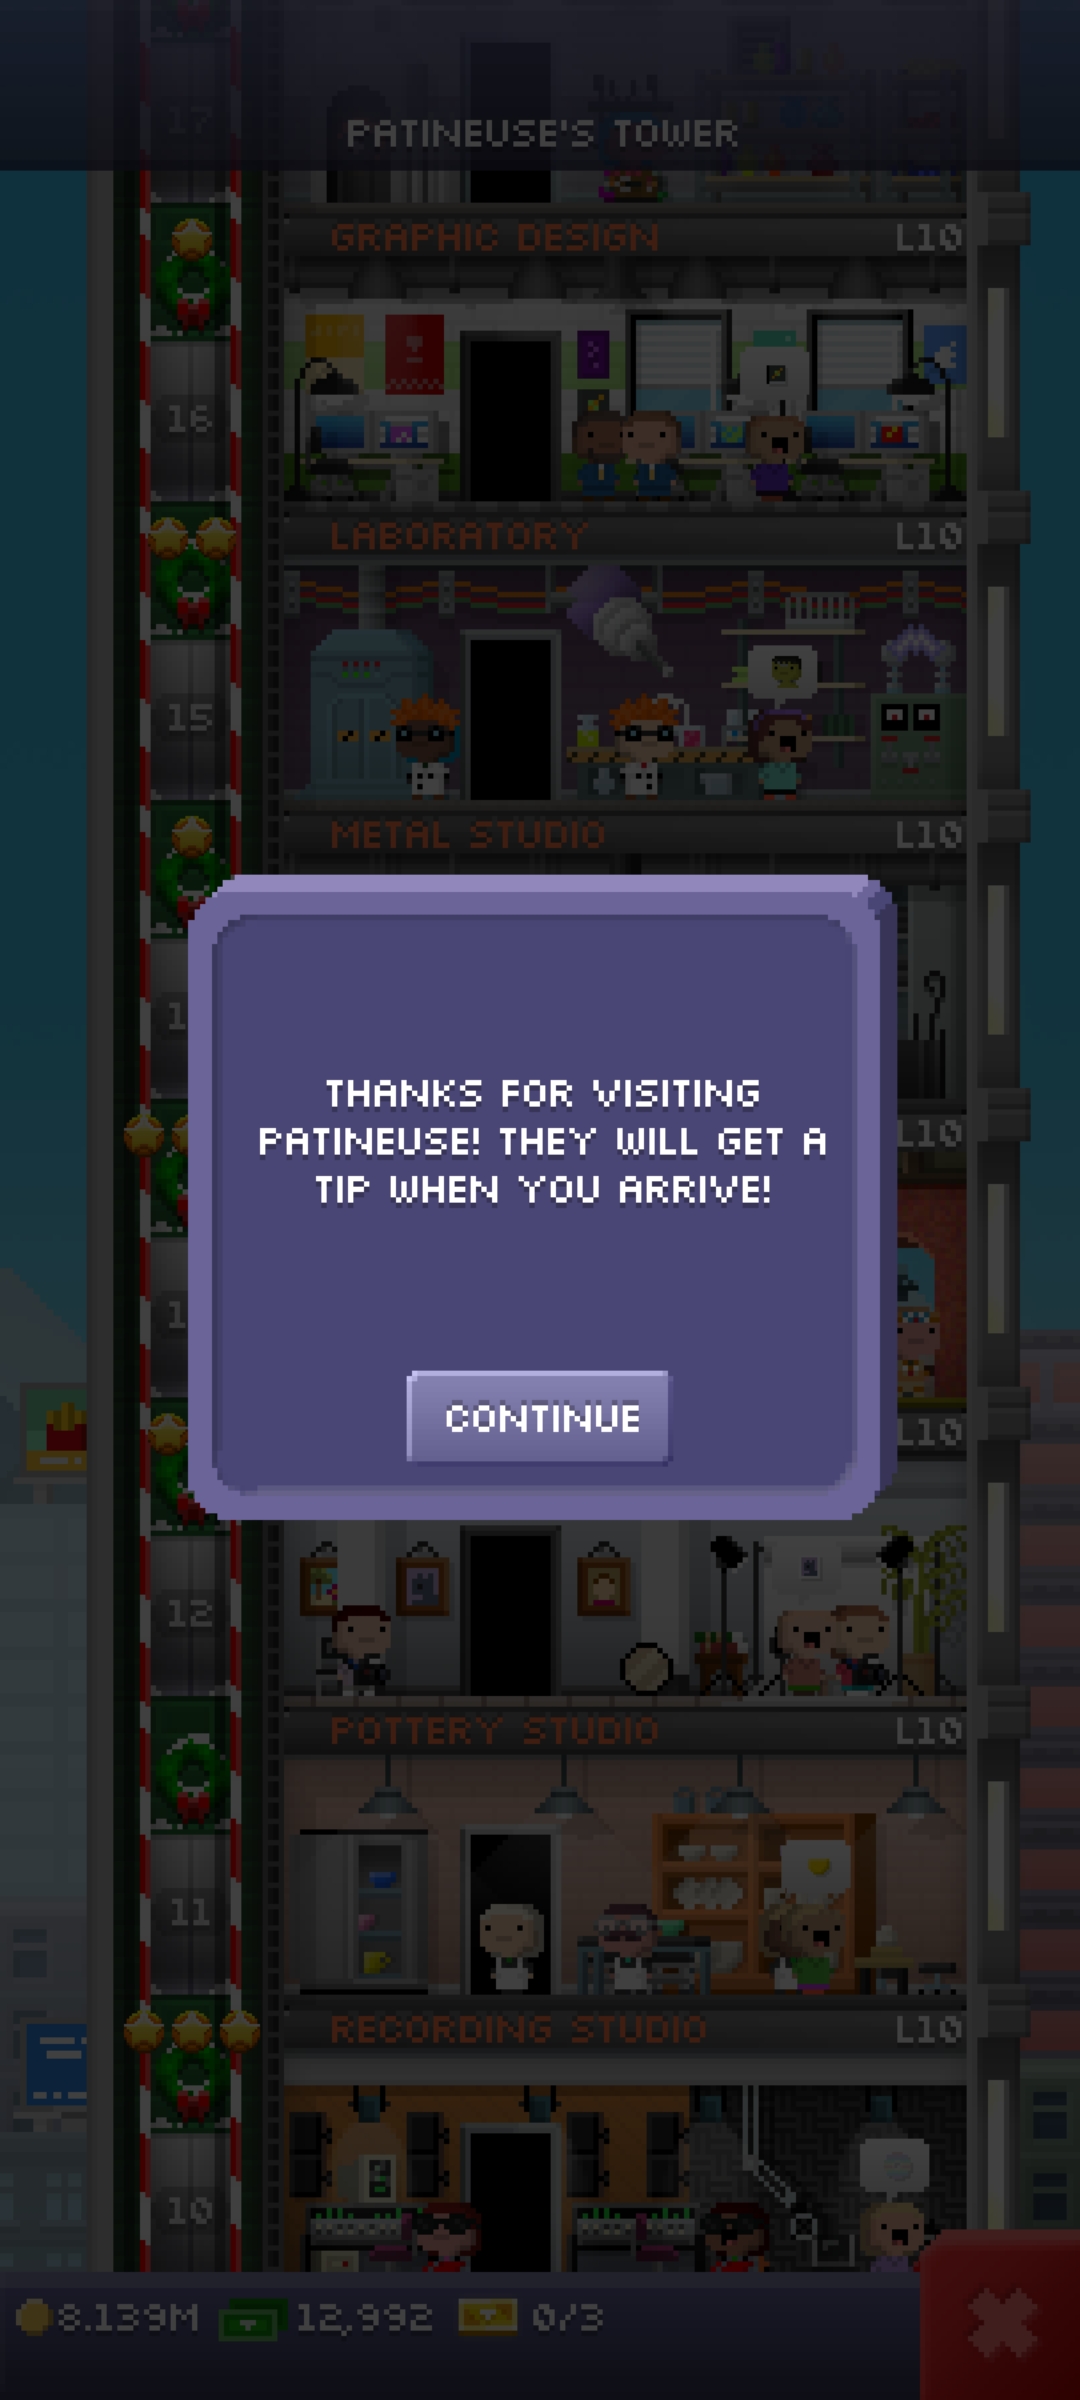 17
PATINEUSE'S TOWER
GRAPHIC DESIGN L10
16
LABORATORY L10
15
METAL STUDIO L10
L10
L10
THANKS FOR VISITING
PATINEUSE! THEY WILL GET A
TIP WHEN YOU ARRIVE!
CONTINUE
12
POTTERY STUDIO L10
11
RECORDING STUDIO L10
10
8.139M 12,992 0/3